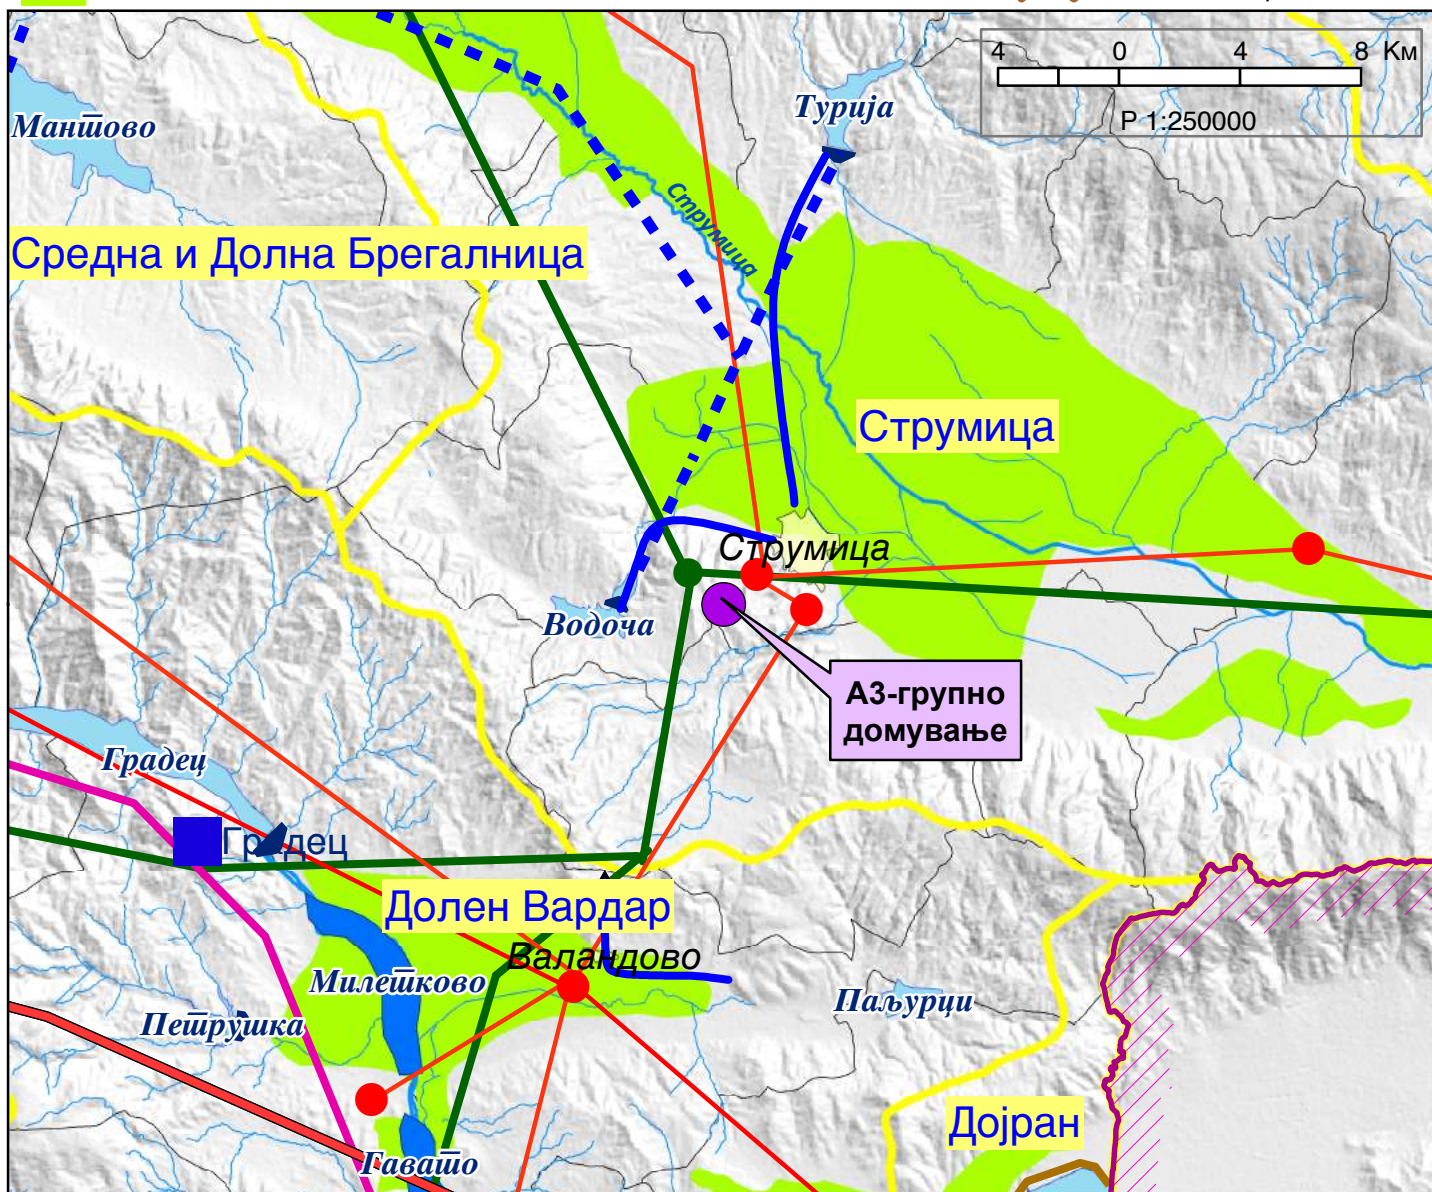 4 0 4 8 Км
Р 1:250000
Турија
Мантово
Струмица
Средна и Долна Брегалница
Струмица
Струмица
Водоча
А3-групно
домување
Градец
Градец
Долен Вардар
Валандово
Милешково
Паљурци
Петрушка
Дојран
Гавато